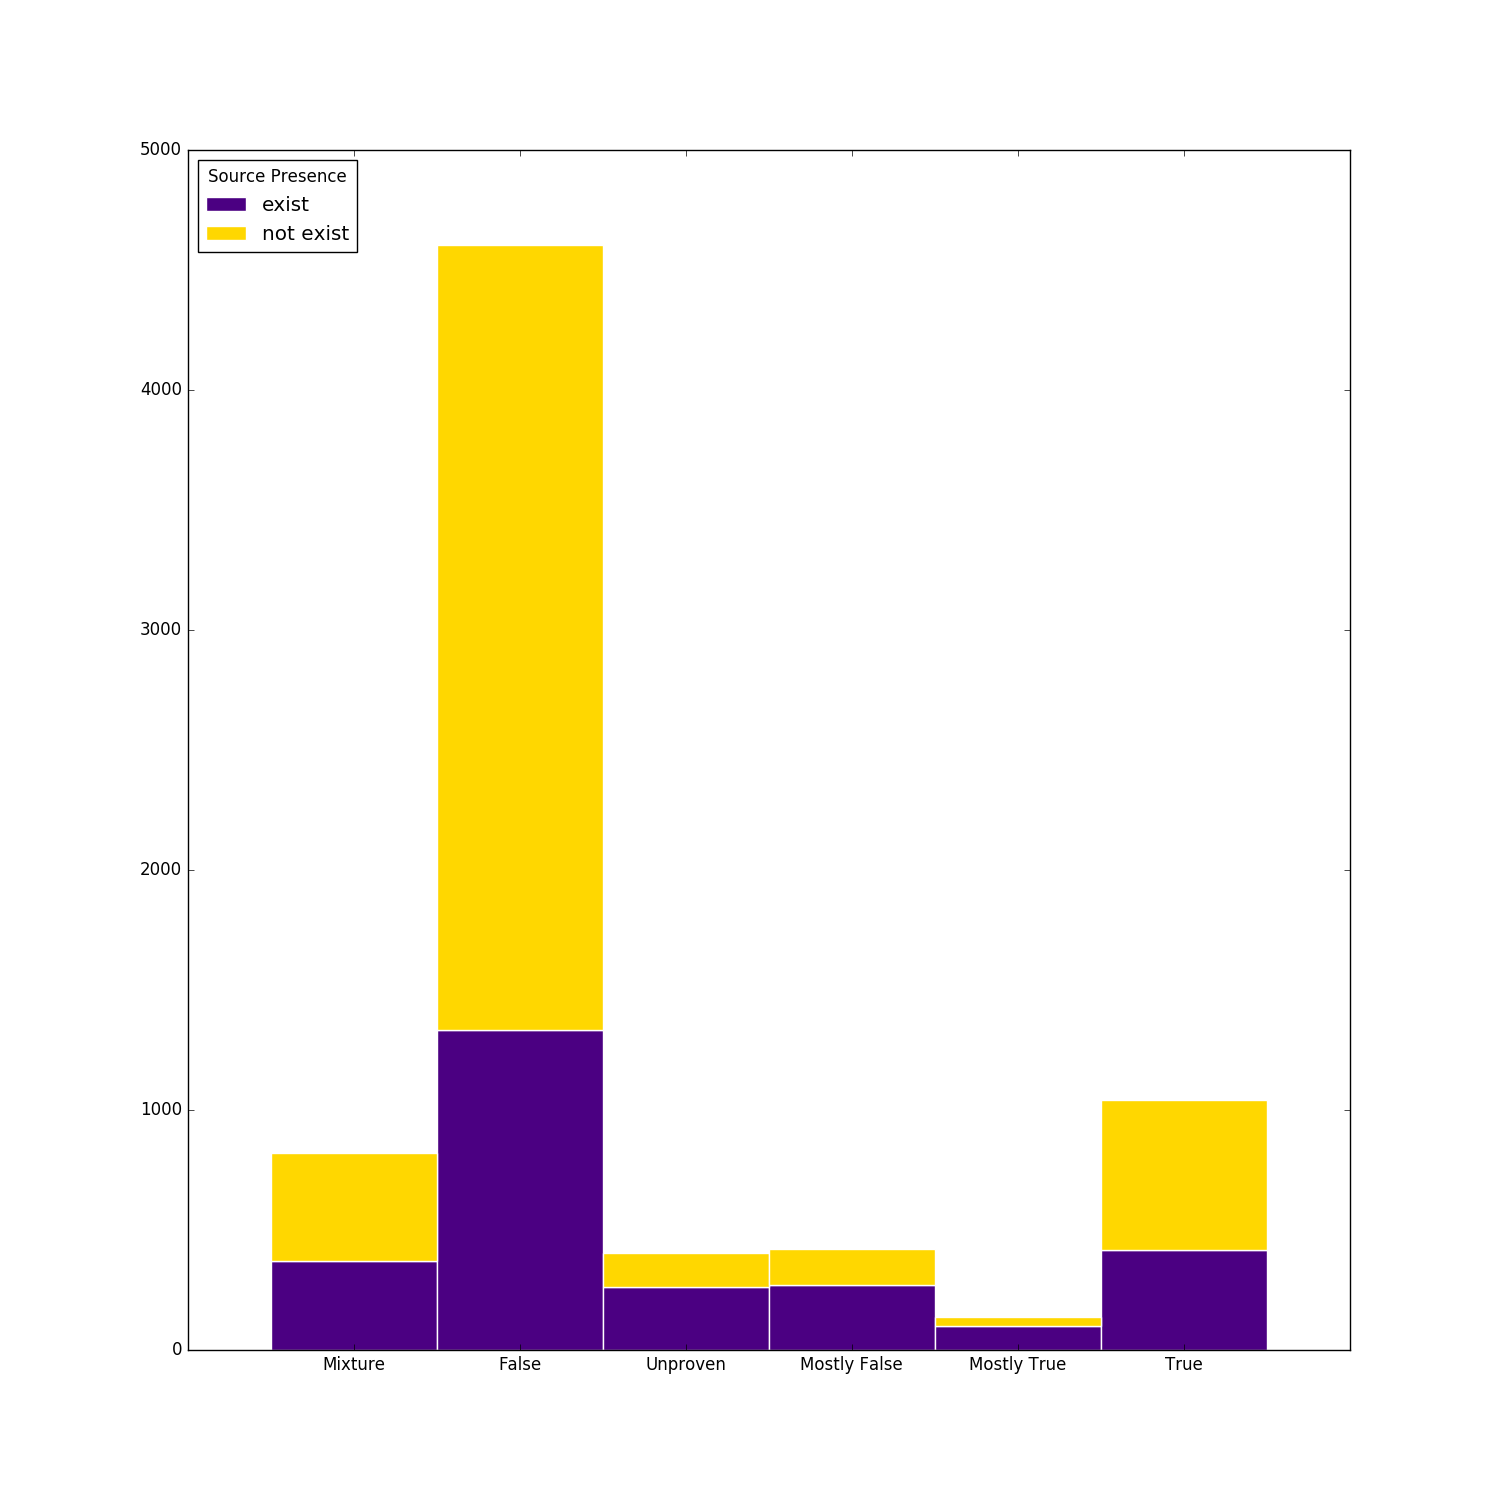 5000
Source Presence
exist
not exist
4000
3000
2000
1000
0
Mixture False Unproven Mostly False Mostly True True